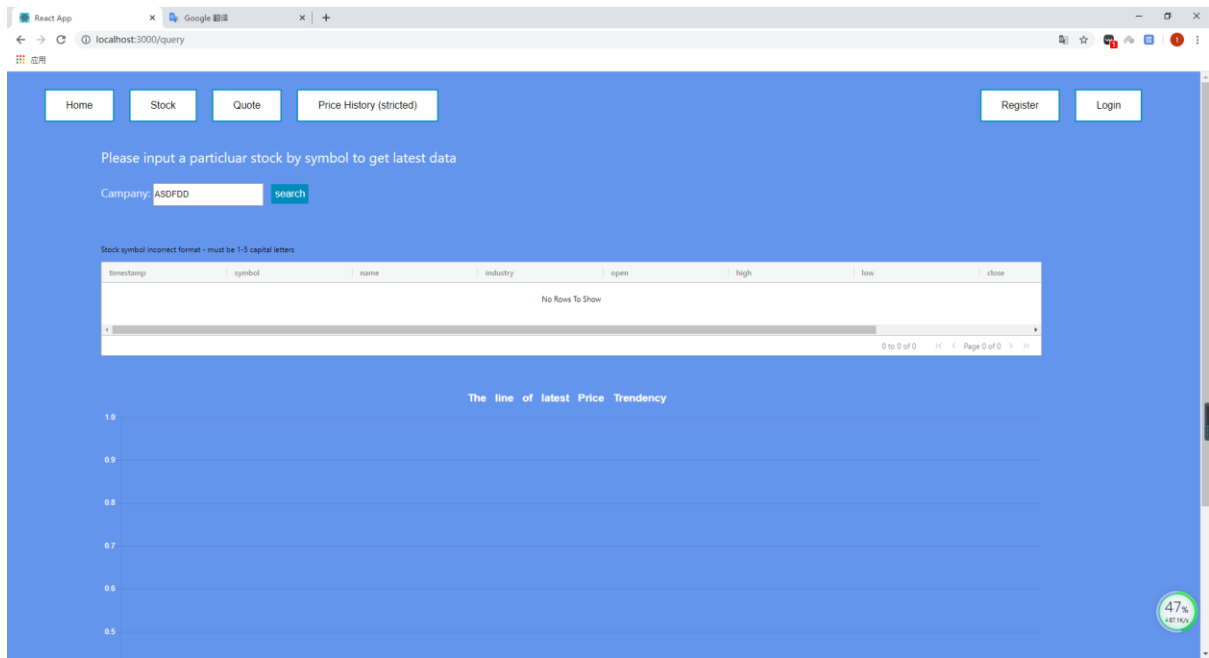 React App
Google 翻译
localhost:3000/query
应用
Home Stock Quote Price History (stricted) Register Login
Please input a particluar stock by symbol to get latest data
Campany: ASDFDD search
Stock symbol incorrect format - must be 1-5 capital letters
timestamp symbol name industry open high low close
No Rows To Show
0 to 0 of 0 Page 0 of 0
The line of latest Price Trendency
1.0
0.9
0.8
0.7
0.6
0.5
47%